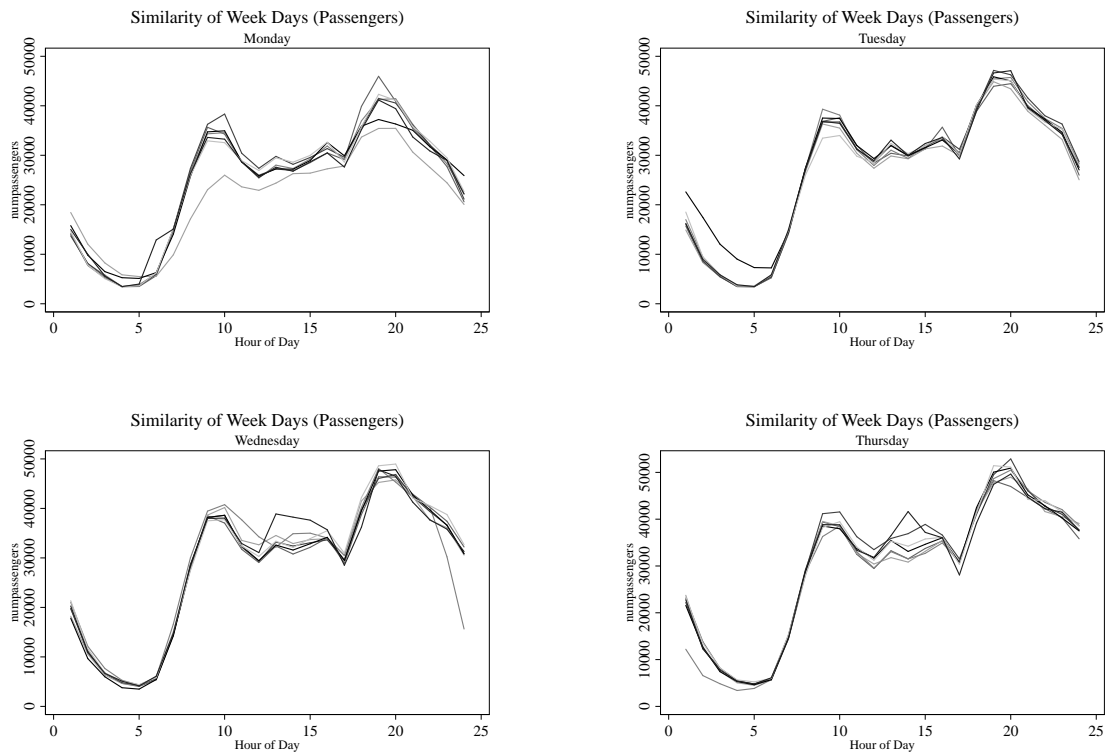 Similarity of Week Days (Passengers)
Monday
numpassengers
50000
40000
30000
20000
10000
0
0 5 10 15 20 25
Hour of Day
Similarity of Week Days (Passengers)
Tuesday
numpassengers
50000
40000
30000
20000
10000
0
0 5 10 15 20 25
Hour of Day
Similarity of Week Days (Passengers)
Wednesday
numpassengers
50000
40000
30000
20000
10000
0
0 5 10 15 20 25
Hour of Day
Similarity of Week Days (Passengers)
Thursday
numpassengers
50000
40000
30000
20000
10000
0
0 5 10 15 20 25
Hour of Day